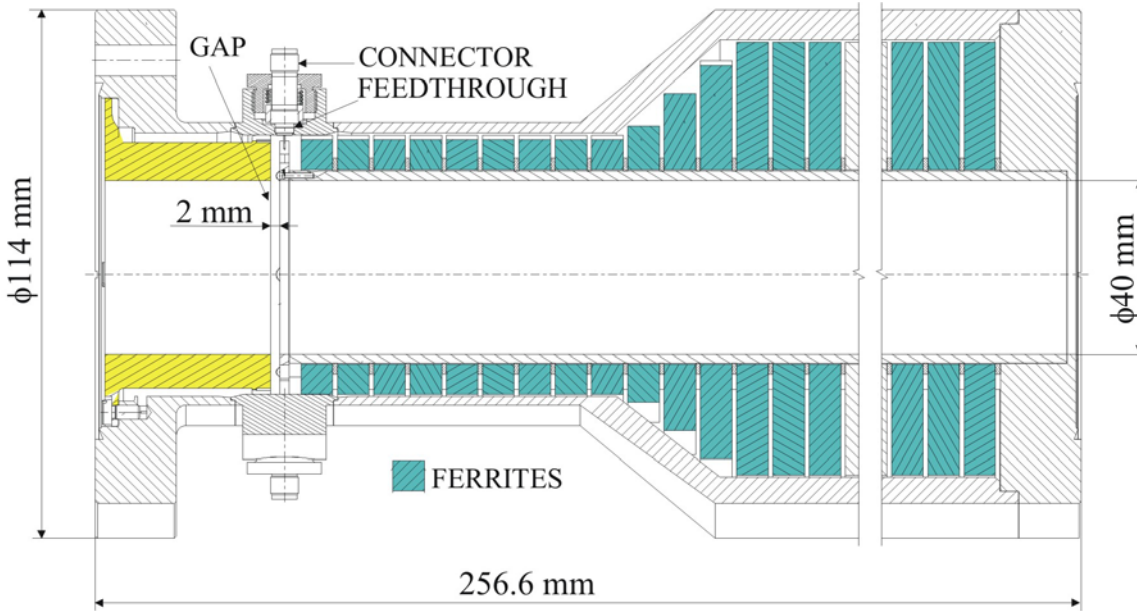 GAP
CONNECTOR
FEEDTHROUGH
2 mm
ϕ114 mm
ϕ40 mm
FERRITES
256.6 mm